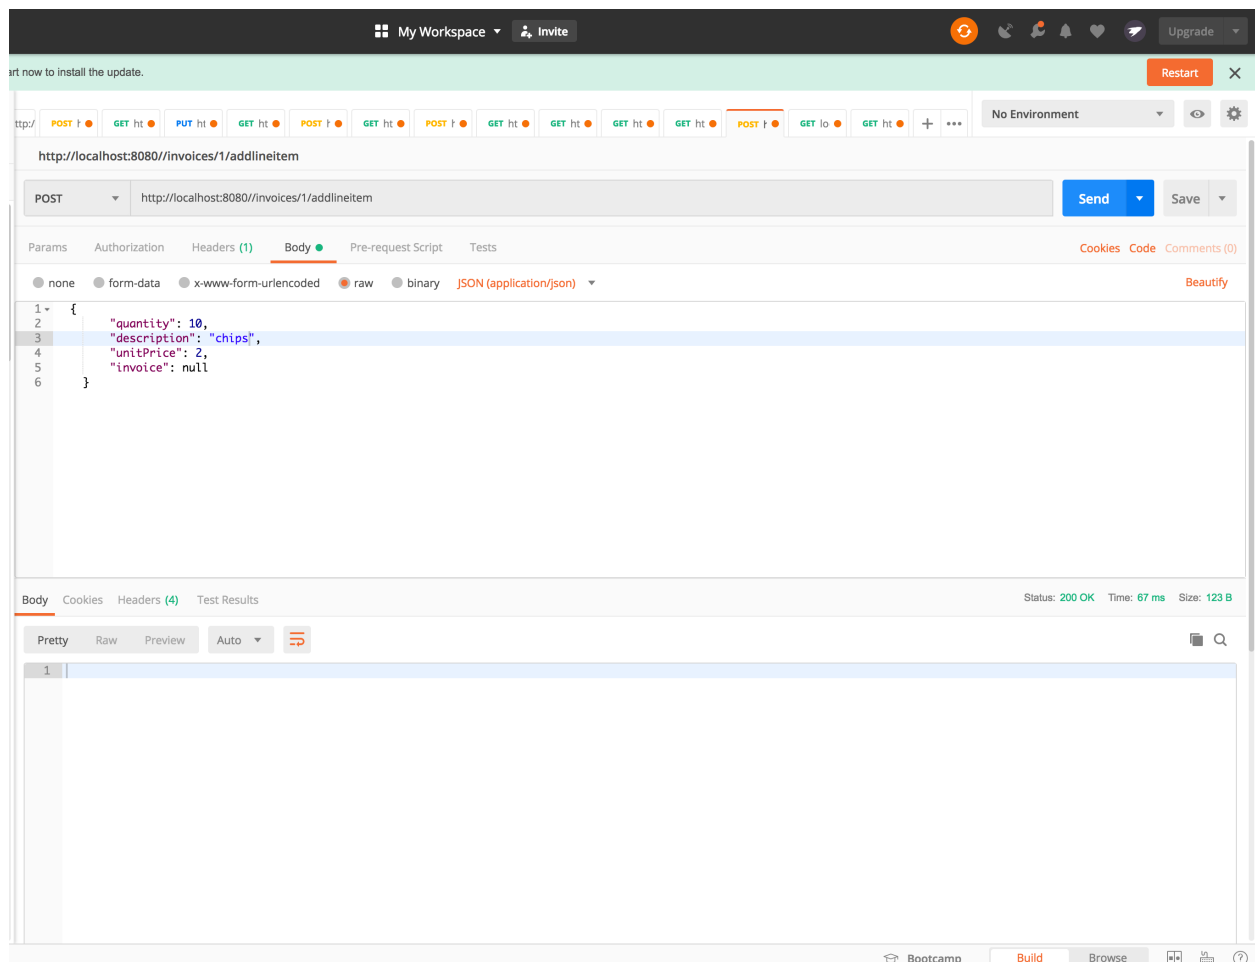 My Workspace Invite Upgrade
art now to install the update. Restart
ttp:/ POST GET ht PUT GET ht POST GET ht POST GET ht GET ht GET ht GET ht POST GET lo GET ht No Environment
http://localhost:8080//invoices/1/addlineitem
POST http://localhost:8080//invoices/1/addlineitem Send Save
Params Authorization Headers (1) Body Pre-request Script Tests Cookies Code Comments (0)
none form-data x-www-form-urlencoded raw binary JSON (application/json) Beautify
1 {
2 "quantity": 10,
3 "description": "chips",
4 "unitPrice": 2,
5 "invoice": null
6 }
Body Cookies Headers (4) Test Results Status: 200 OK Time: 67 ms Size: 123 B
Pretty Raw Preview Auto
1
Bootcamp Build Browse